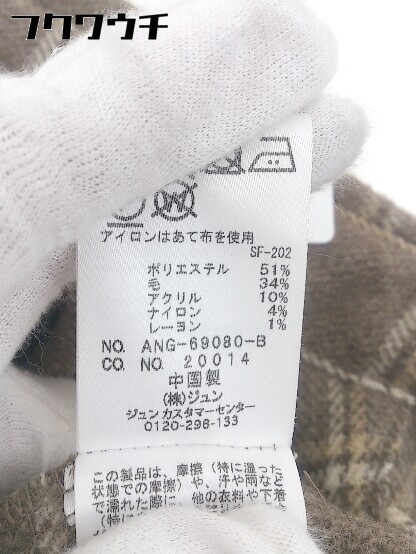 フクワウチ
アイロンはあて布を使用
SF-202
ポリエステル 51%
毛 34%
アクリル 10%
ナイロン 4%
レーヨン 1%
NO. ANG-69080-B
CO NO. 20014
中国製
(株)ジュン
ジュン カスタマーセンター
0120-298-133
この製品は、摩擦(特に湿った
状態での摩擦)や、汗や雨など
で濡れた際に、他の衣料や下着